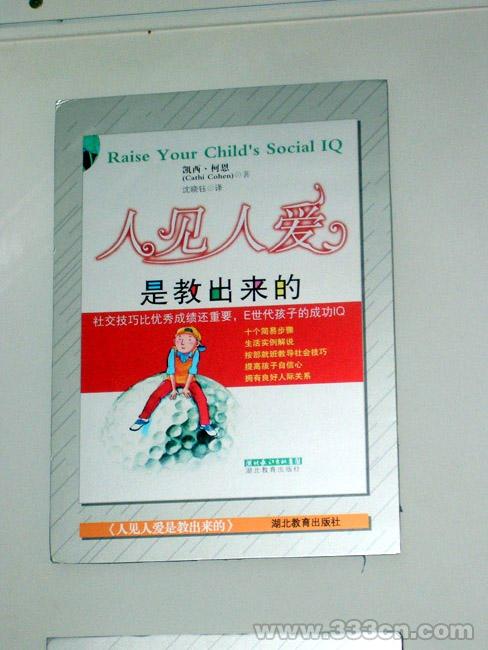 Raise Your Child's Social IQ
凯西·柯恩
(Cathi Cohen)◎著
沈晓钰◎译
人见人爱
是教出来的
社交技巧比优秀成绩还重要，E世代孩子的成功IQ
十个简易步骤
生活实例解说
按部就班教导社会技巧
提高孩子自信心
拥有良好人际关系
湖北教育出版社
《人见人爱是教出来的》 湖北教育出版社
www.333cn.com